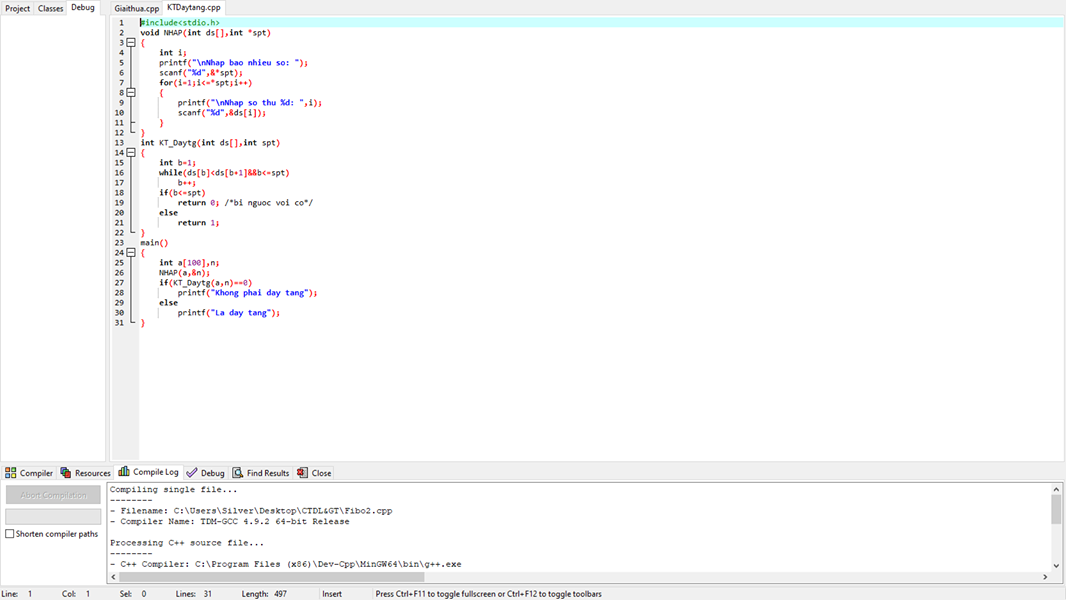 Project Classes Debug
Giaithua.cpp KTDaytang.cpp
1 #include<stdio.h>
2 void NHAP(int ds[],int *spt)
3 {
4 int i;
5 printf("\nNhap bao nhieu so: ");
6 scanf("%d",&*spt);
7 for(i=1;i<=*spt;i++)
8 {
9 printf("\nNhap so thu %d: ",i);
10 scanf("%d",&ds[i]);
11 }
12 }
13 int KT_Daytg(int ds[],int spt)
14 {
15 int b=1;
16 while(ds[b]<ds[b+1]&&b<=spt)
17 b++;
18 if(b<=spt)
19 return 0; /*bi nguoc voi co*/
20 else
21 return 1;
22 }
23 main()
24 {
25 int a[100],n;
26 NHAP(a,&n);
27 if(KT_Daytg(a,n)==0)
28 printf("Khong phai day tang");
29 else
30 printf("La day tang");
31 }
Compiler Resources Compile Log Debug Find Results Close
Abort Compilation
Shorten compiler paths
Compiling single file...
--------
- Filename: C:\Users\Silver\Desktop\CTDL&GT\Fibo2.cpp
- Compiler Name: TDM-GCC 4.9.2 64-bit Release
Processing C++ source file...
--------
- C++ Compiler: C:\Program Files (x86)\Dev-Cpp\MinGW64\bin\g++.exe
Line: 1 Col: 1 Sel: 0 Lines: 31 Length: 497 Insert Press Ctrl+F11 to toggle fullscreen or Ctrl+F12 to toggle toolbars